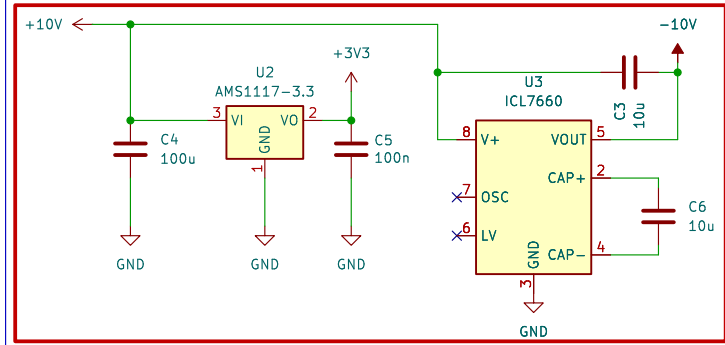 +10V
-10V
+3V3
U2
AMS1117-3.3
U3
ICL7660
C3
10u
3
VI
VO
2
GND
1
C4
100u
C5
100n
8
V+
VOUT
5
7
OSC
CAP+
2
6
LV
CAP-
4
GND
3
C6
10u
GND
GND
GND
GND